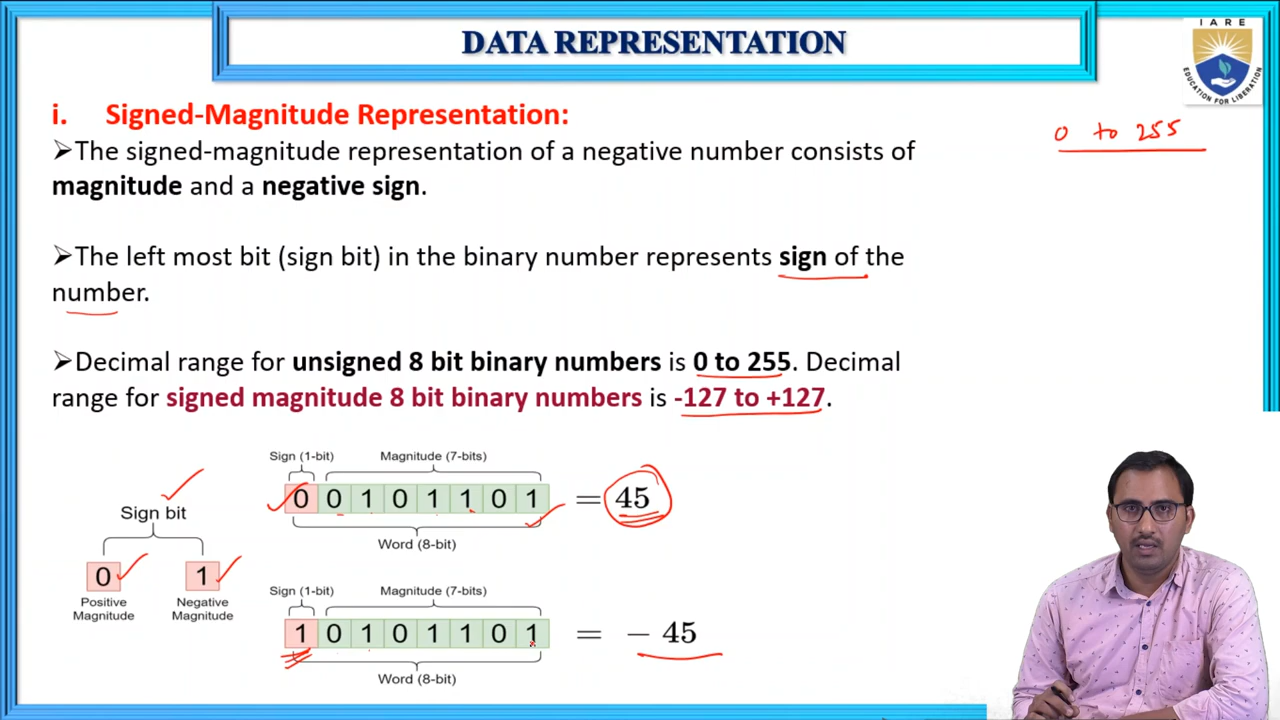 DATA REPRESENTATION
IARE
EDUCATION FOR LIBERATION
0 to 255
i. Signed-Magnitude Representation:
➢The signed-magnitude representation of a negative number consists of
magnitude and a negative sign.
➢The left most bit (sign bit) in the binary number represents sign of the
number.
➢Decimal range for unsigned 8 bit binary numbers is 0 to 255. Decimal
range for signed magnitude 8 bit binary numbers is -127 to +127.
Sign bit
0 1
Positive Magnitude
Negative Magnitude
Sign (1-bit) Magnitude (7-bits)
0 0 1 0 1 1 0 1 = 45
Word (8-bit)
Sign (1-bit) Magnitude (7-bits)
1 0 1 0 1 1 0 1 = − 45
Word (8-bit)